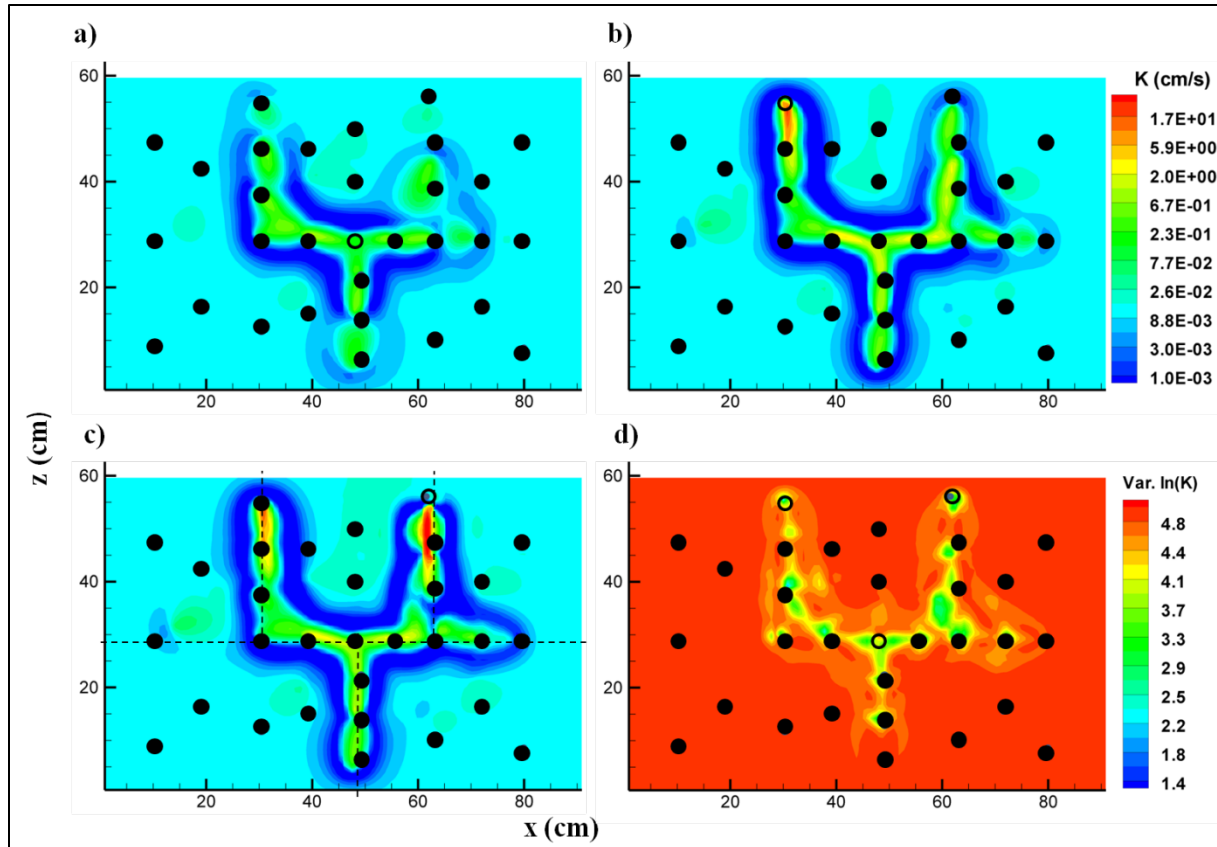 a) b)
60
40
20
20 40 60 80
60
40
20
20 40 60 80
K (cm/s)
1.7E+01
5.9E+00
2.0E+00
6.7E-01
2.3E-01
7.7E-02
2.6E-02
8.8E-03
3.0E-03
1.0E-03
z (cm)
c) d)
60
40
20
20 40 60 80
60
40
20
20 40 60 80
Var. ln(K)
4.8
4.4
4.1
3.7
3.3
2.9
2.5
2.2
1.8
1.4
x (cm)